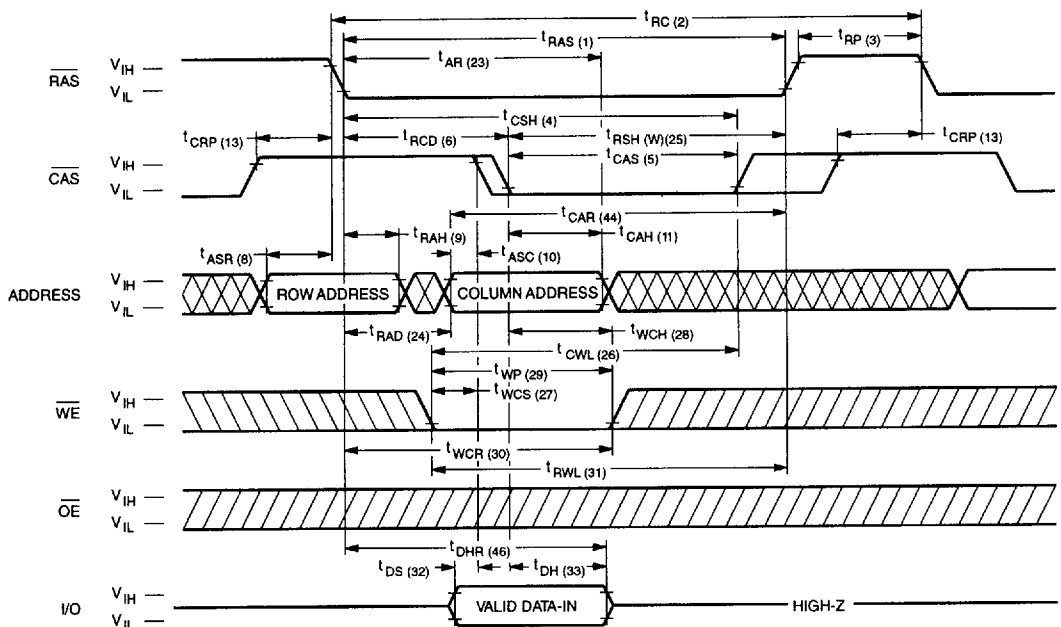 tRC (2)
tRAS (1)
tRP (3)
tAR (23)
RAS
VIH
VIL
tCSH (4)
tCRP (13)
tRCD (6)
tRSH (W)(25)
tCRP (13)
tCAS (5)
CAS
VIH
VIL
tCAR (44)
tRAH (9)
tCAH (11)
tASR (8)
tASC (10)
ADDRESS
VIH
VIL
ROW ADDRESS
COLUMN ADDRESS
tRAD (24)
tWCH (28)
tCWL (26)
tWP (29)
tWCS (27)
WE
VIH
VIL
tWCR (30)
tRWL (31)
OE
VIH
VIL
tDHR (46)
tDS (32)
tDH (33)
I/O
VIH
VIL
VALID DATA-IN
HIGH-Z